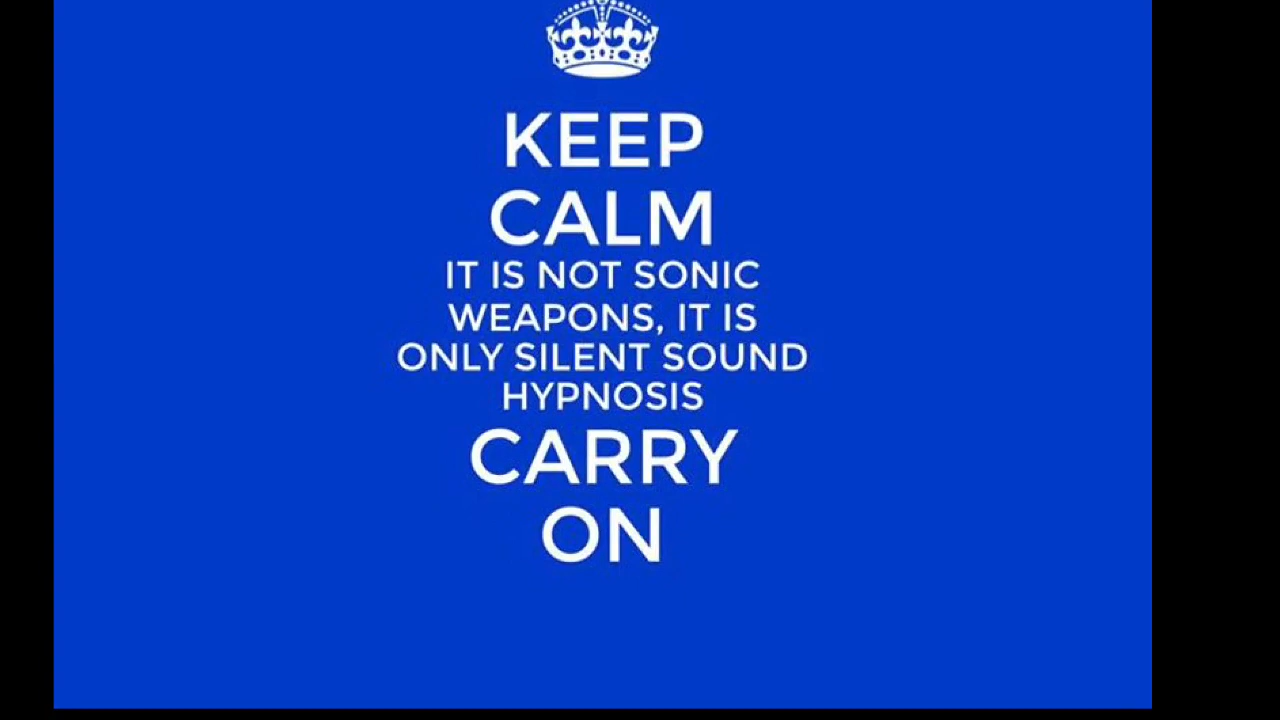 KEEP
CALM
IT IS NOT SONIC
WEAPONS, IT IS
ONLY SILENT SOUND
HYPNOSIS
CARRY
ON